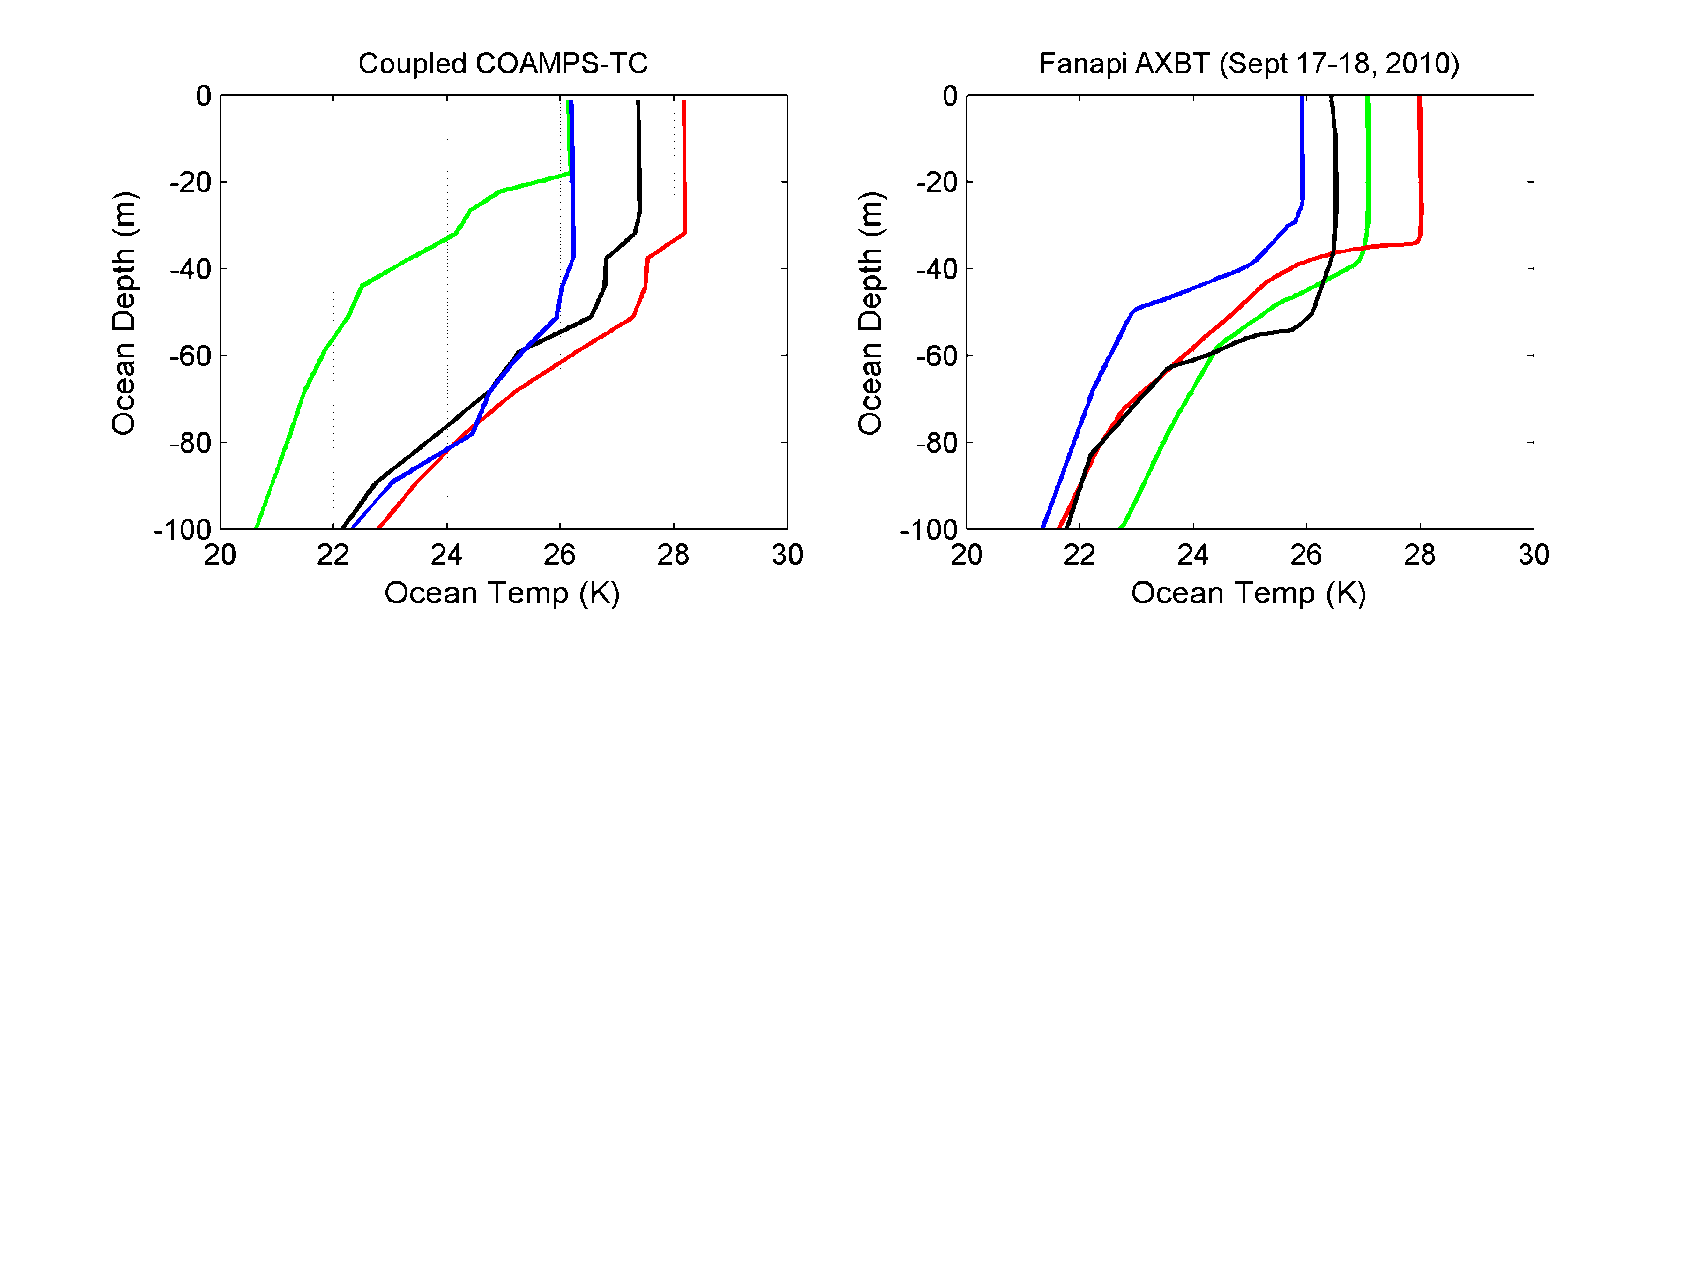 Coupled COAMPS-TC
0
-20
-40
-60
-80
-100
Ocean Depth (m)
20 22 24 26 28 30
Ocean Temp (K)
Fanapi AXBT (Sept 17-18, 2010)
0
-20
-40
-60
-80
-100
Ocean Depth (m)
20 22 24 26 28 30
Ocean Temp (K)